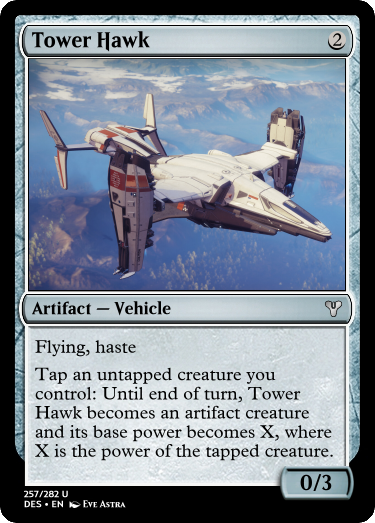 Tower Hawk 2
Artifact — Vehicle
Flying, haste
Tap an untapped creature you
control: Until end of turn, Tower
Hawk becomes an artifact creature
and its base power becomes X, where
X is the power of the tapped creature.
0/3
257/282 U
DES • EN Eve Astra